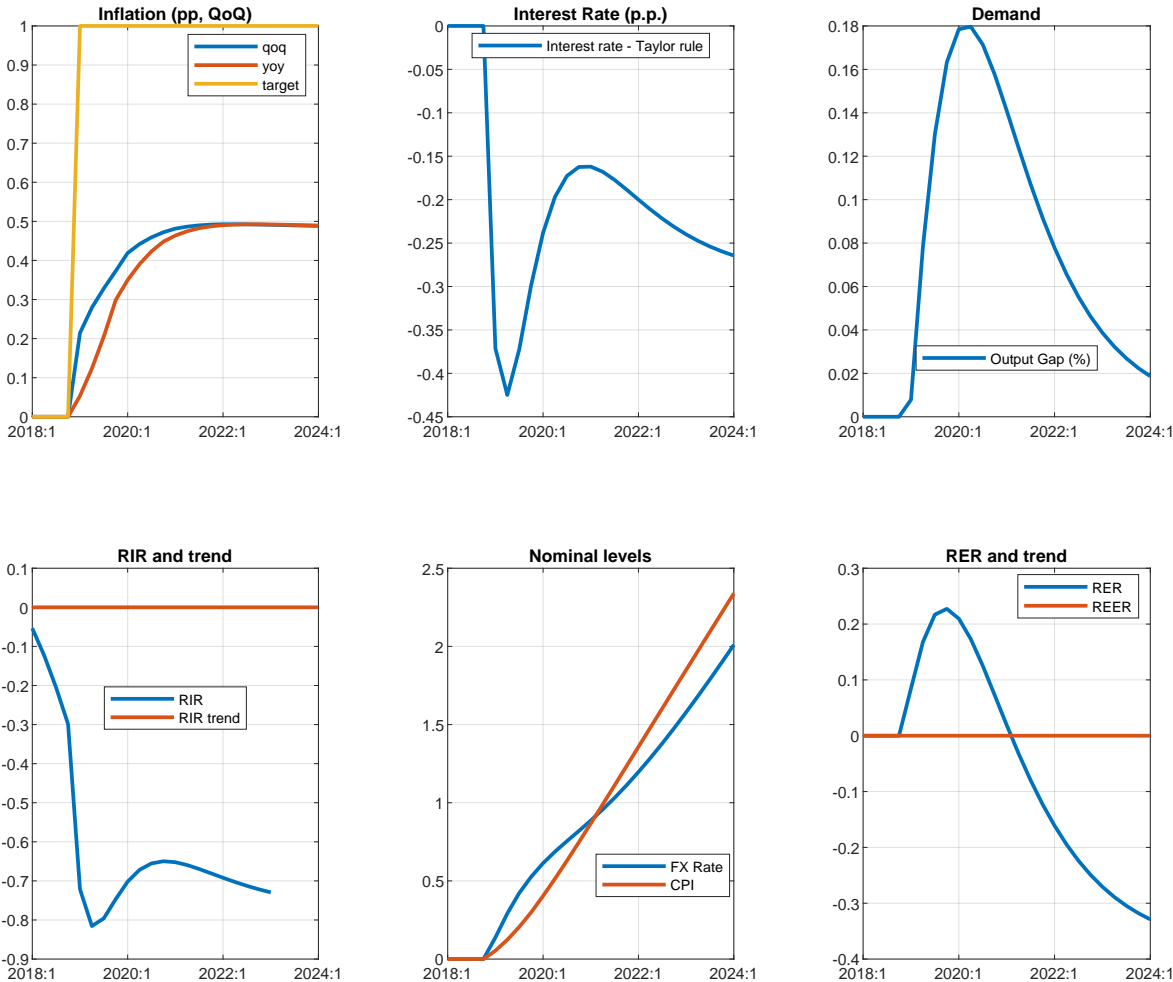 Inflation (pp, QoQ)
1
0.9
0.8
0.7
0.6
0.5
0.4
0.3
0.2
0.1
0
2018:1 2020:1 2022:1 2024:1
qoq
yoy
target
Interest Rate (p.p.)
0
-0.05
-0.1
-0.15
-0.2
-0.25
-0.3
-0.35
-0.4
-0.45
2018:1 2020:1 2022:1 2024:1
Interest rate - Taylor rule
Demand
0.18
0.16
0.14
0.12
0.1
0.08
0.06
0.04
0.02
0
2018:1 2020:1 2022:1 2024:1
Output Gap (%)
RIR and trend
0.1
0
-0.1
-0.2
-0.3
-0.4
-0.5
-0.6
-0.7
-0.8
-0.9
2018:1 2020:1 2022:1 2024:1
RIR
RIR trend
Nominal levels
2.5
2
1.5
1
0.5
0
2018:1 2020:1 2022:1 2024:1
FX Rate
CPI
RER and trend
0.3
0.2
0.1
0
-0.1
-0.2
-0.3
-0.4
2018:1 2020:1 2022:1 2024:1
RER
REER